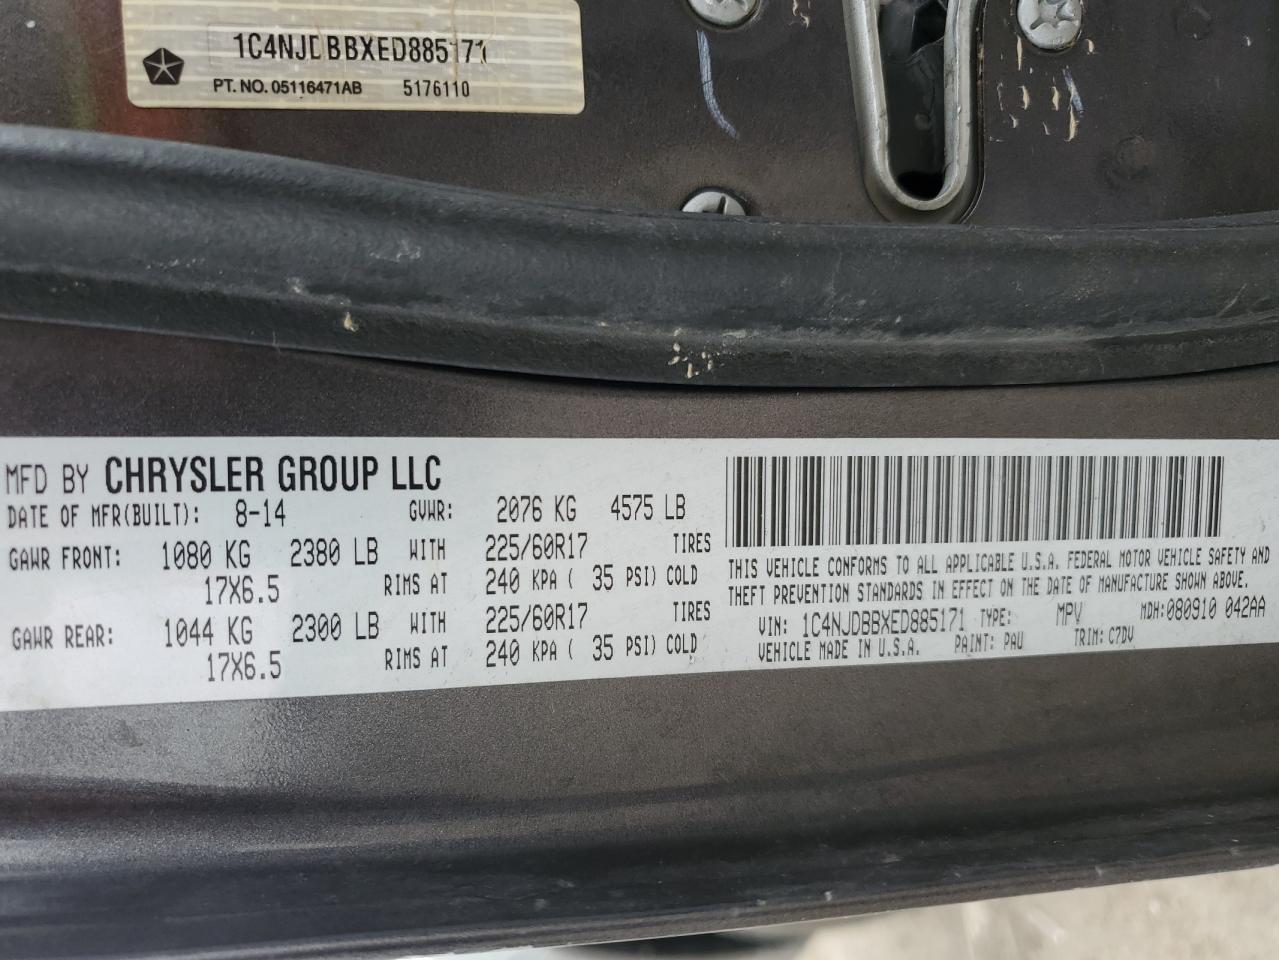 1C4NJDBBXED885171
PT. NO. 05116471AB 5176110
MFD BY CHRYSLER GROUP LLC
DATE OF MFR(BUILT): 8-14 GVWR: 2076 KG 4575 LB
GAWR FRONT: 1080 KG 2380 LB WITH 225/60R17 TIRES
17X6.5 RIMS AT 240 KPA ( 35 PSI) COLD
GAWR REAR: 1044 KG 2300 LB WITH 225/60R17 TIRES
17X6.5 RIMS AT 240 KPA ( 35 PSI) COLD
THIS VEHICLE CONFORMS TO ALL APPLICABLE U.S.A. FEDERAL MOTOR VEHICLE SAFETY AND
THEFT PREVENTION STANDARDS IN EFFECT ON THE DATE OF MANUFACTURE SHOWN ABOVE.
VIN: 1C4NJDBBXED885171 TYPE: MPV MDH:080910 042AA
VEHICLE MADE IN U.S.A. PAINT: PAU TRIM: C7DV